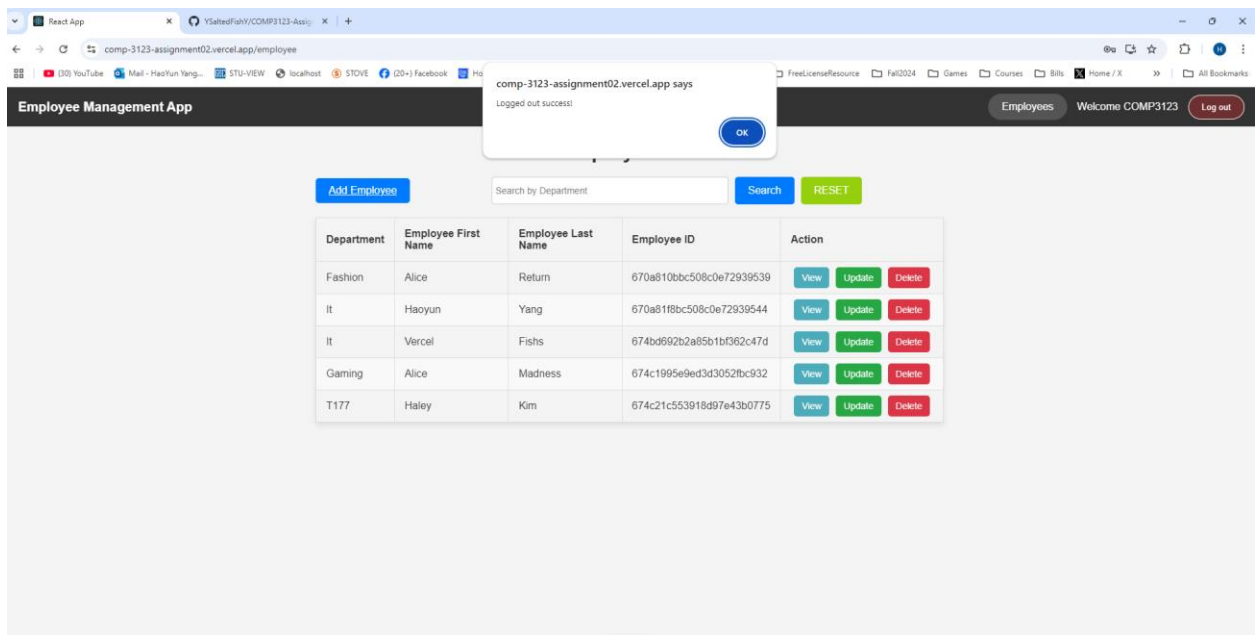 React App
YSaltedFishY/COMP3123-Assig
comp-3123-assignment02.vercel.app/employee
(30) YouTube Mail - HaoYun Yang... STU-VIEW localhost STOVE (20+) Facebook Ho FreeLicenseResource Fall2024 Games Courses Bills Home / X All Bookmarks
comp-3123-assignment02.vercel.app says
Logged out success!
OK
Employee Management App
Employees Welcome COMP3123 Log out
Add Employee Search by Department Search RESET
Department Employee First Name Employee Last Name Employee ID Action
Fashion Alice Return 670a810bbc508c0e72939539 View Update Delete
It Haoyun Yang 670a81f8bc508c0e72939544 View Update Delete
It Vercel Fishs 674bd692b2a85b1bf362c47d View Update Delete
Gaming Alice Madness 674c1995e9ed3d3052fbc932 View Update Delete
T177 Haley Kim 674c21c553918d97e43b0775 View Update Delete